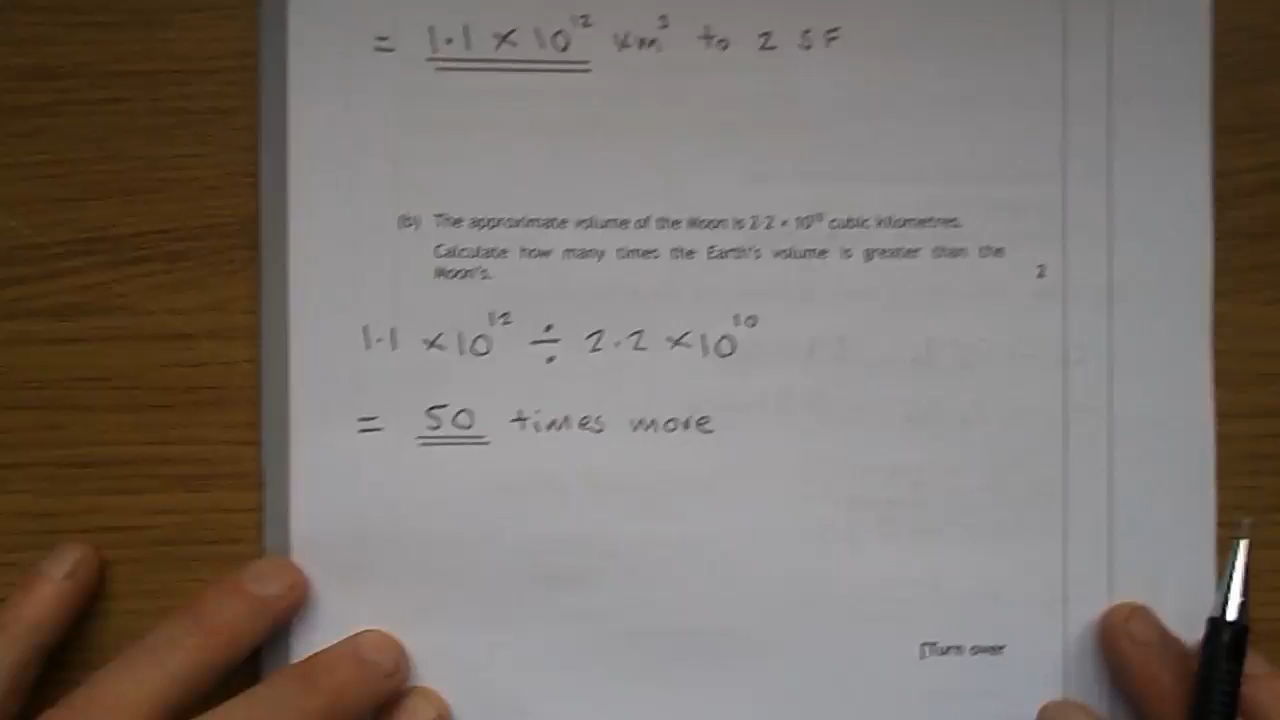 = 1.1 × 10¹² km³ to 2 SF
(b) The approximate volume of the Moon is 2·2 × 10¹⁰ cubic kilometres.
Calculate how many times the Earth's volume is greater than the
Moon's.
2
1.1 × 10¹² ÷ 2.2 × 10¹⁰
= 50 times more
[Turn over